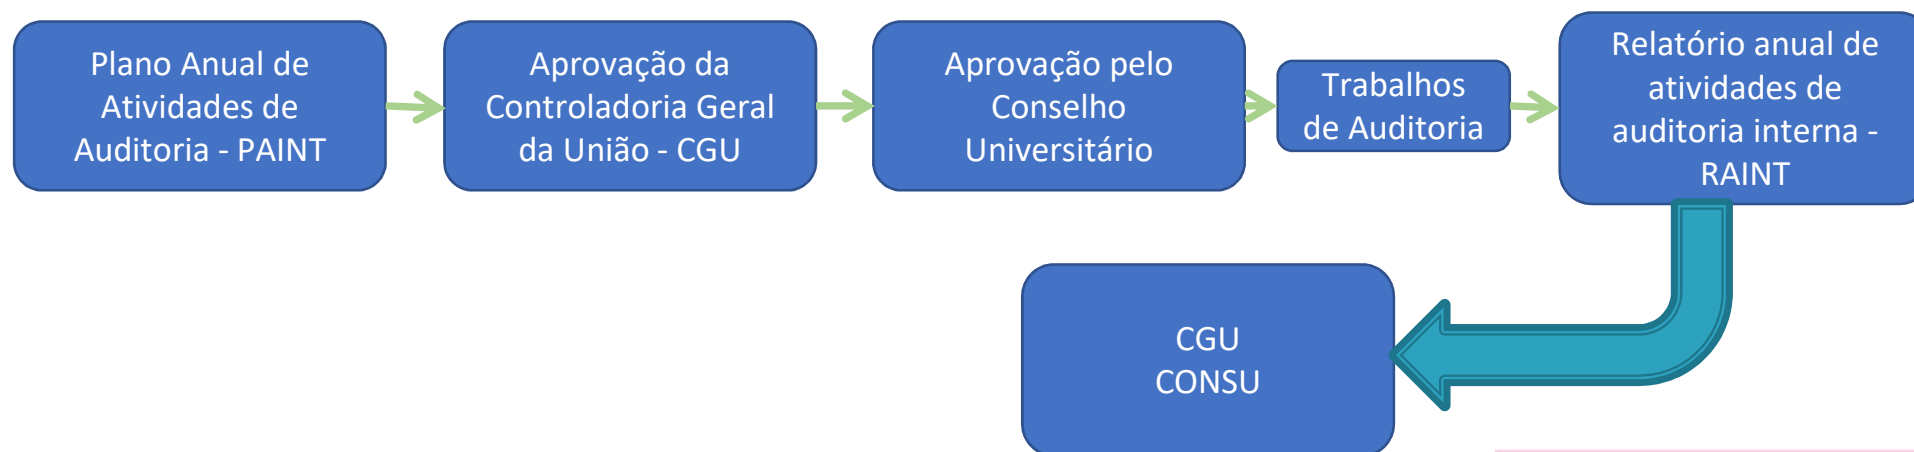 Plano Anual de
Atividades de
Auditoria - PAINT
Aprovação da
Controladoria Geral
da União - CGU
Aprovação pelo
Conselho
Universitário
Trabalhos
de Auditoria
Relatório anual de
atividades de
auditoria interna -
RAINT
CGU
CONSU